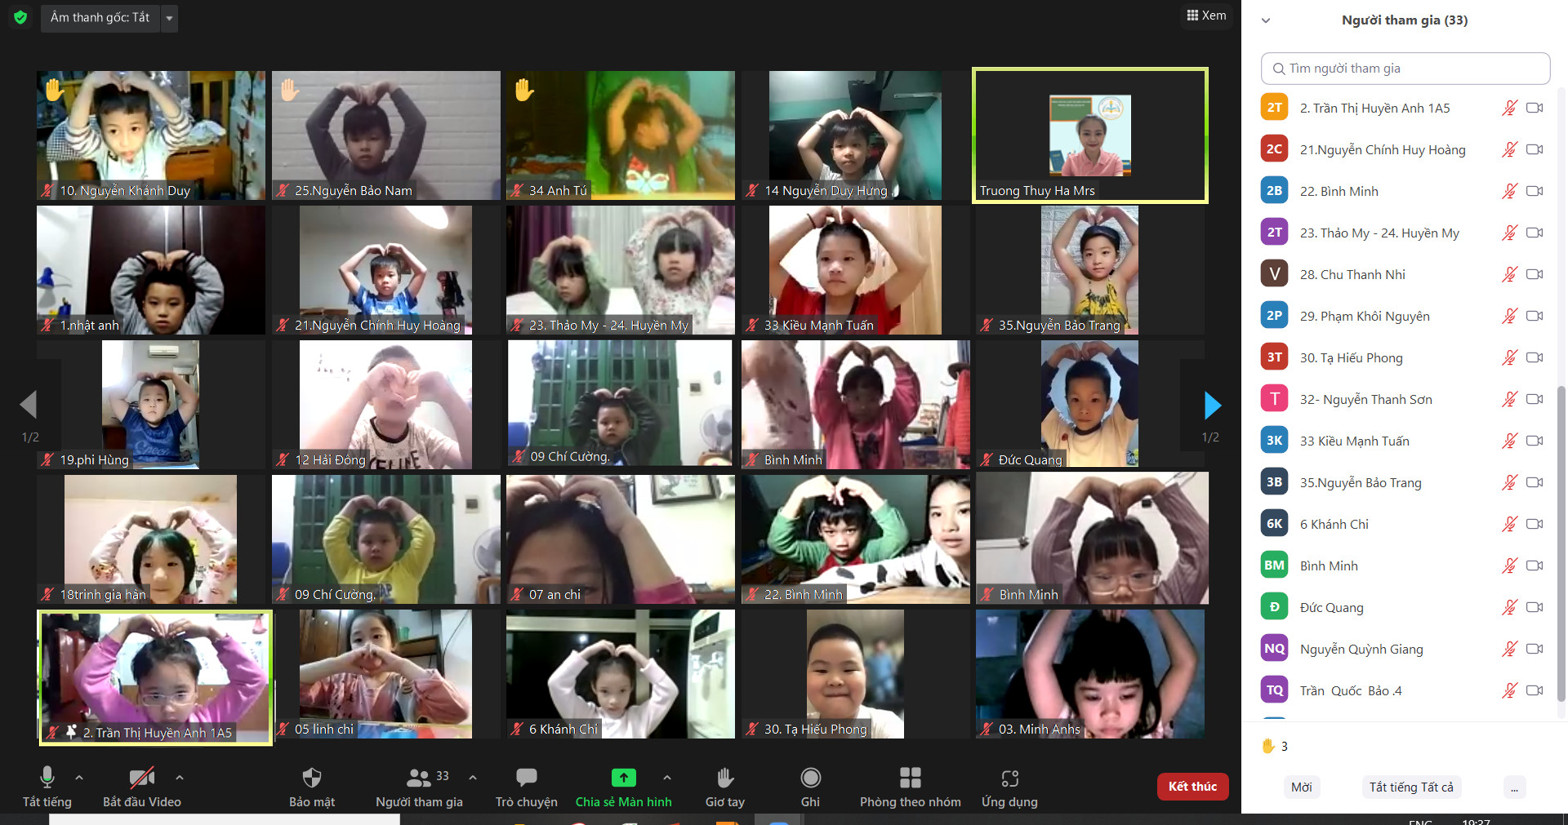 Âm thanh gốc: Tắt
Xem
10. Nguyễn Khánh Duy
25.Nguyễn Bảo Nam
34 Anh Tú
14 Nguyễn Duy Hưng
Truong Thuy Ha Mrs
1.nhật anh
21.Nguyễn Chính Huy Hoàng
23. Thảo My - 24. Huyền My
33 Kiều Mạnh Tuấn
35.Nguyễn Bảo Trang
1/2
19.phi Hùng
12 Hải Đông
09 Chí Cường.
Bình Minh
Đức Quang
1/2
18trinh gia hân
09 Chí Cường.
07 an chi
22. Bình Minh
Bình Minh
2. Trần Thị Huyền Anh 1A5
05 linh chi
6 Khánh Chi
30. Tạ Hiếu Phong
03. Minh Anhs
Tắt tiếng
Bắt đầu Video
Bảo mật
33
Người tham gia
Trò chuyện
Chia sẻ Màn hình
Giơ tay
Ghi
Phòng theo nhóm
Ứng dụng
Kết thúc
Người tham gia (33)
Tìm người tham gia
2T 2. Trần Thị Huyền Anh 1A5
2C 21.Nguyễn Chính Huy Hoàng
2B 22. Bình Minh
2T 23. Thảo My - 24. Huyền My
V 28. Chu Thanh Nhi
2P 29. Phạm Khôi Nguyên
3T 30. Tạ Hiếu Phong
T 32- Nguyễn Thanh Sơn
3K 33 Kiều Mạnh Tuấn
3B 35.Nguyễn Bảo Trang
6K 6 Khánh Chi
BM Bình Minh
Đ Đức Quang
NQ Nguyễn Quỳnh Giang
TQ Trần Quốc Bảo .4
3
Mời
Tắt tiếng Tất cả
...
ENG
19:37